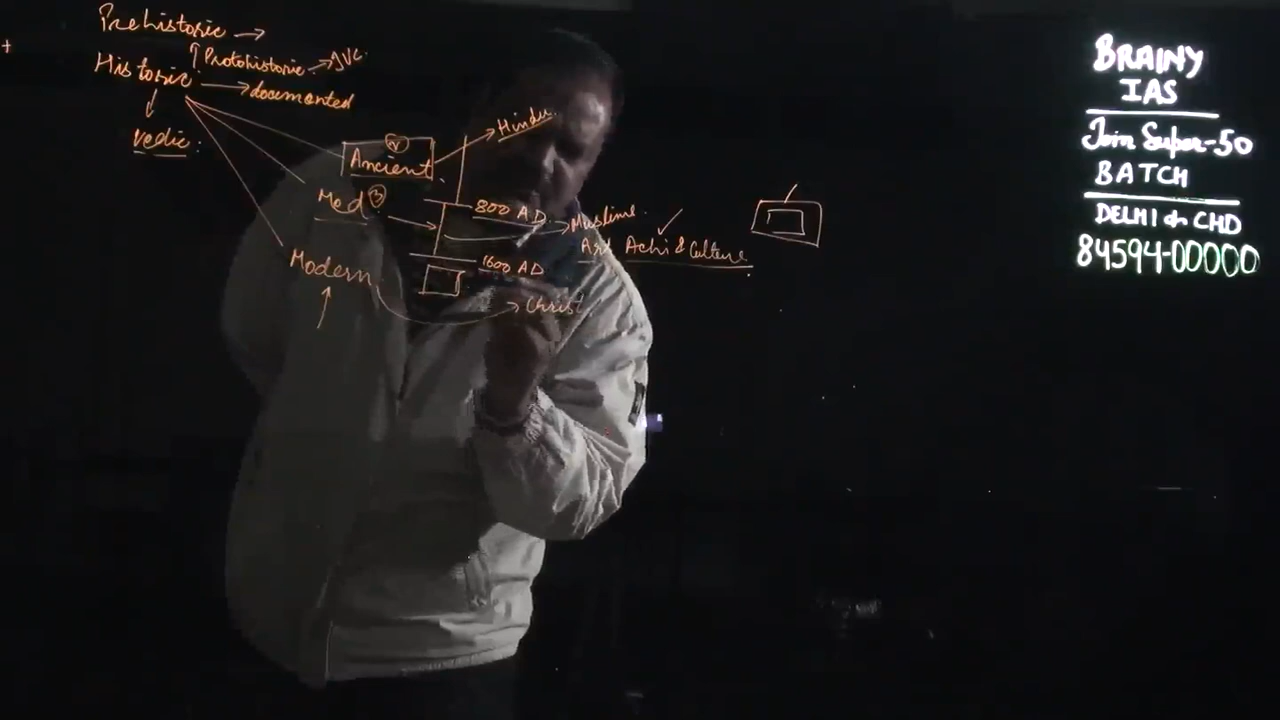 Prehistoric →
↑ Protohistoric. → IVC.
Historic → documented
vedic.
→ Hindu.
Ancient
Med
800 AD → Muslims.
Art Achi & Culture
1600 AD
Modern
→ Christ
BRAINY
IAS
Join Super-50
BATCH
DELHI & CHD
84594-00000